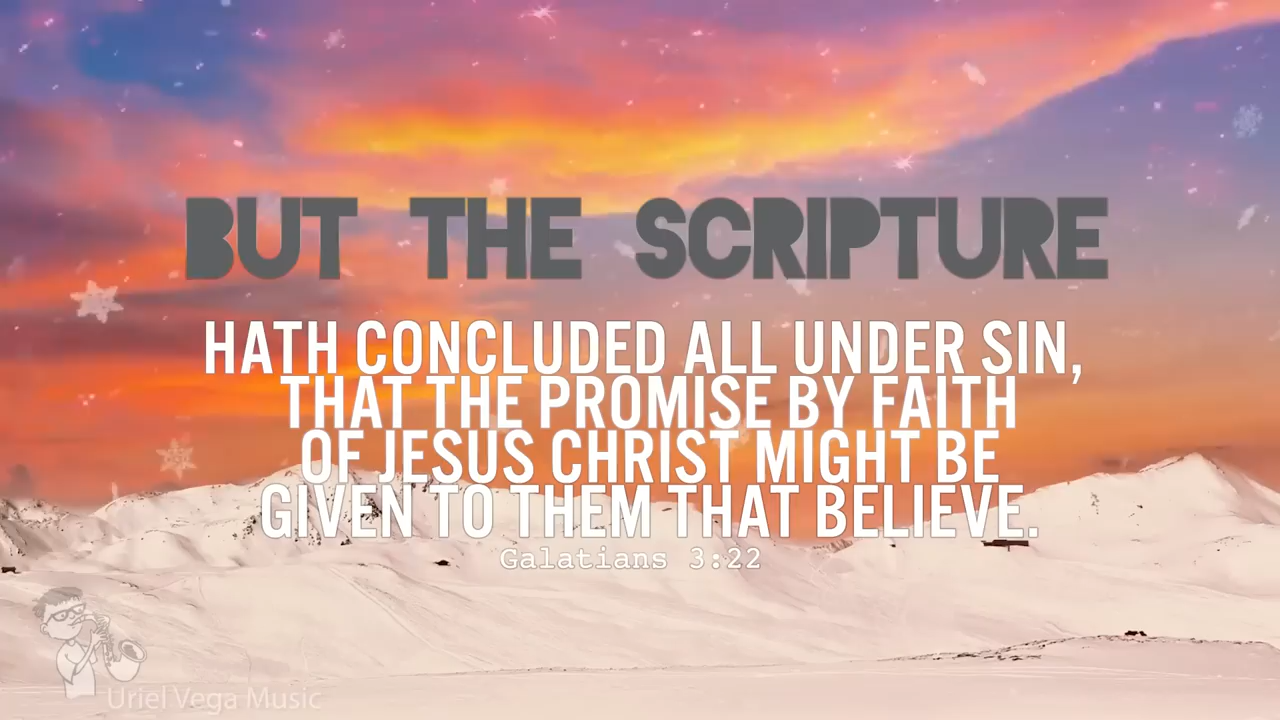 BUT THE SCRIPTURE
HATH CONCLUDED ALL UNDER SIN,
THAT THE PROMISE BY FAITH
OF JESUS CHRIST MIGHT BE
GIVEN TO THEM THAT BELIEVE.
Galatians 3:22
Uriel Vega Music